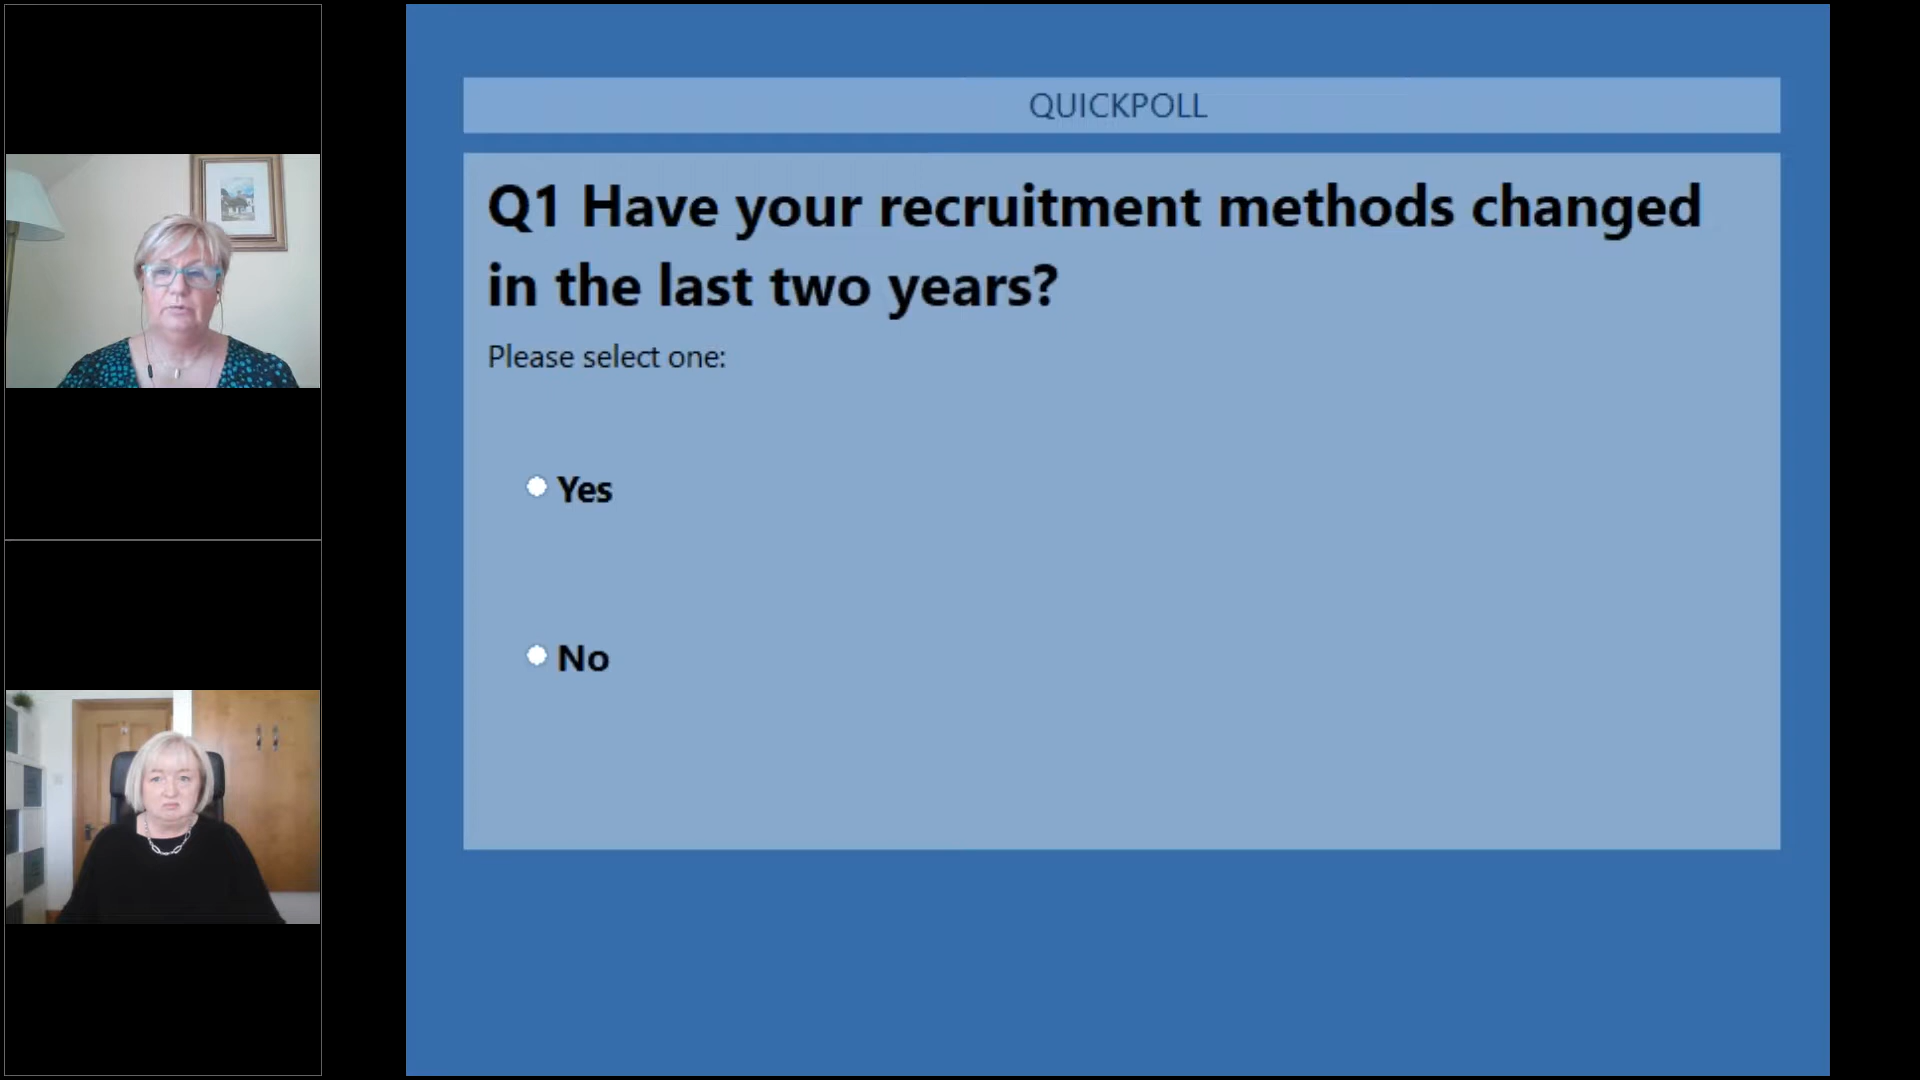 QUICKPOLL
Q1 Have your recruitment methods changed
in the last two years?
Please select one:
Yes
No